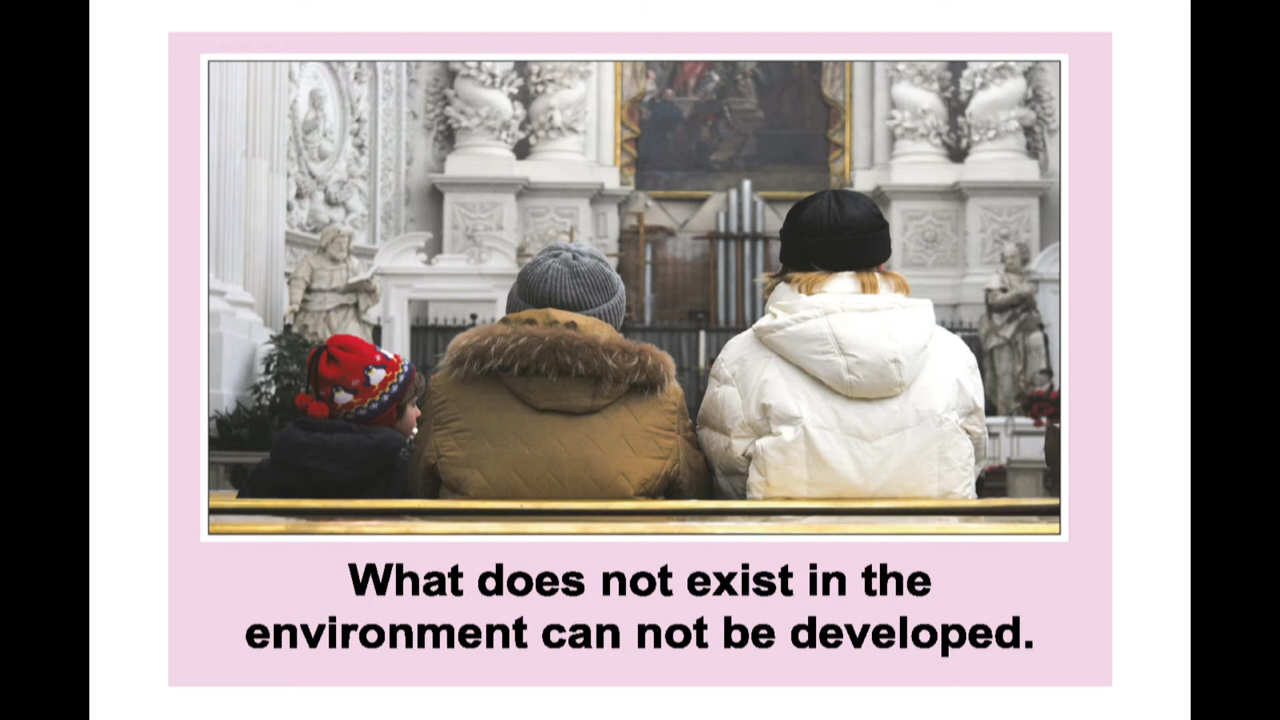 What does not exist in the
environment can not be developed.